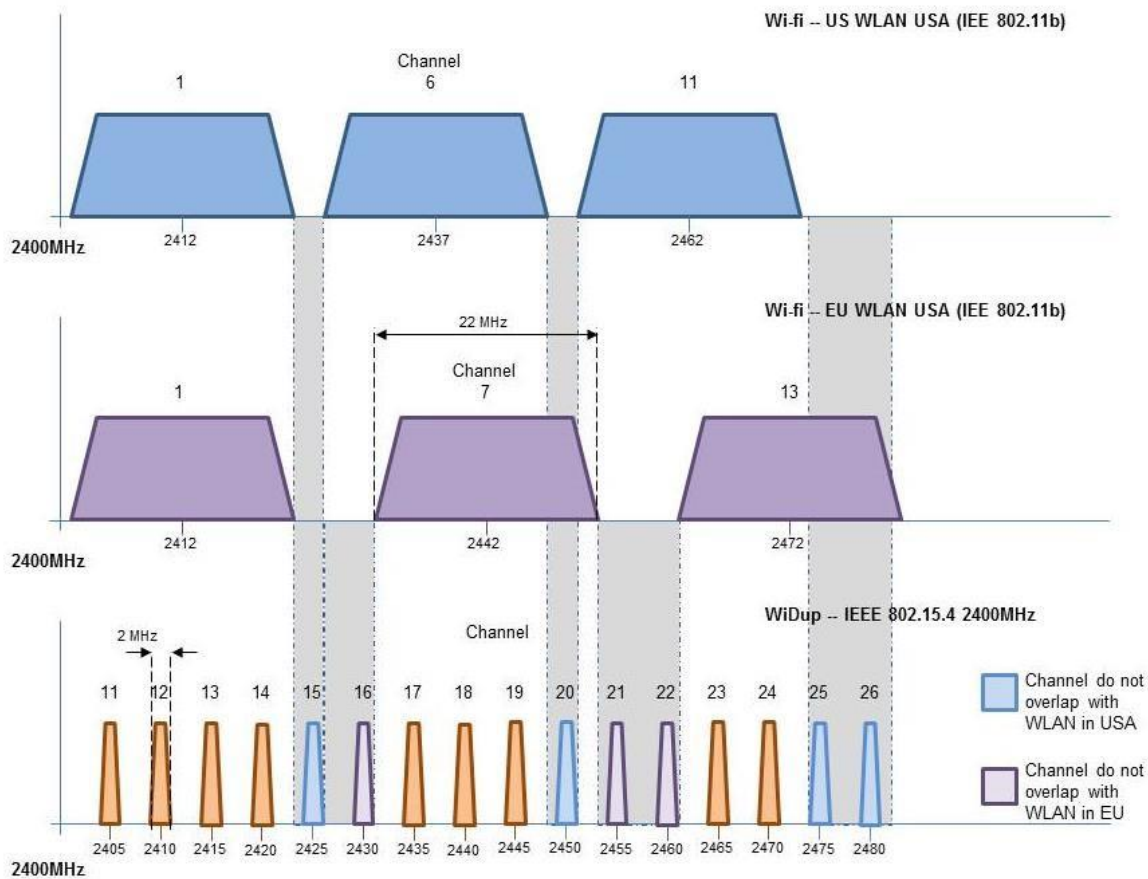 Wi-fi -- US WLAN USA (IEE 802.11b)
Channel
1 6 11
2412 2437 2462
2400MHz
Wi-fi -- EU WLAN USA (IEE 802.11b)
22 MHz
Channel
1 7 13
2412 2442 2472
2400MHz
WiDup -- IEEE 802.15.4 2400MHz
2 MHz
Channel
11 12 13 14 15 16 17 18 19 20 21 22 23 24 25 26
2405 2410 2415 2420 2425 2430 2435 2440 2445 2450 2455 2460 2465 2470 2475 2480
2400MHz
Channel do not
overlap with
WLAN in USA
Channel do not
overlap with
WLAN in EU